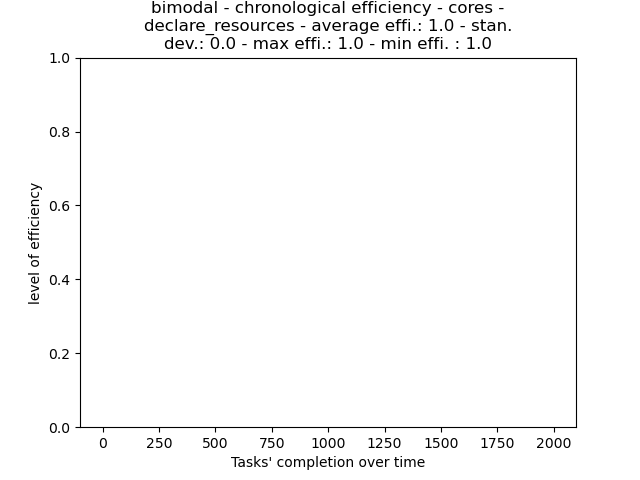 bimodal - chronological efficiency - cores -
declare_resources - average effi.: 1.0 - stan.
dev.: 0.0 - max effi.: 1.0 - min effi. : 1.0
1.0
0.8
0.6
0.4
0.2
0.0
level of efficiency
0 250 500 750 1000 1250 1500 1750 2000
Tasks' completion over time